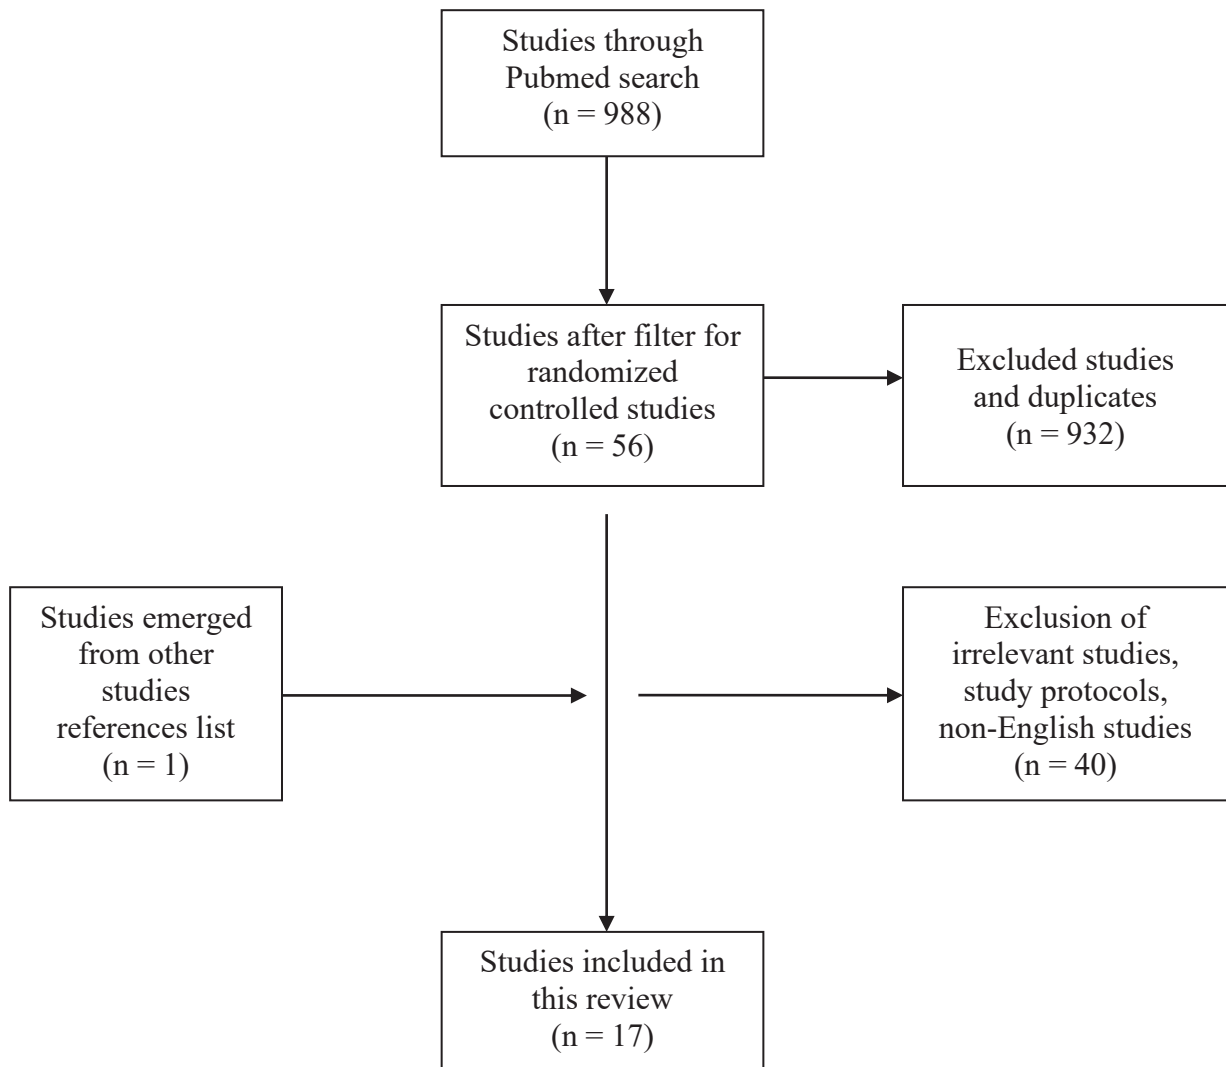 Studies through
Pubmed search
(n = 988)
Studies after filter for
randomized
controlled studies
(n = 56)
Excluded studies
and duplicates
(n = 932)
Studies emerged
from other
studies
references list
(n = 1)
Exclusion of
irrelevant studies,
study protocols,
non-English studies
(n = 40)
Studies included in
this review
(n = 17)